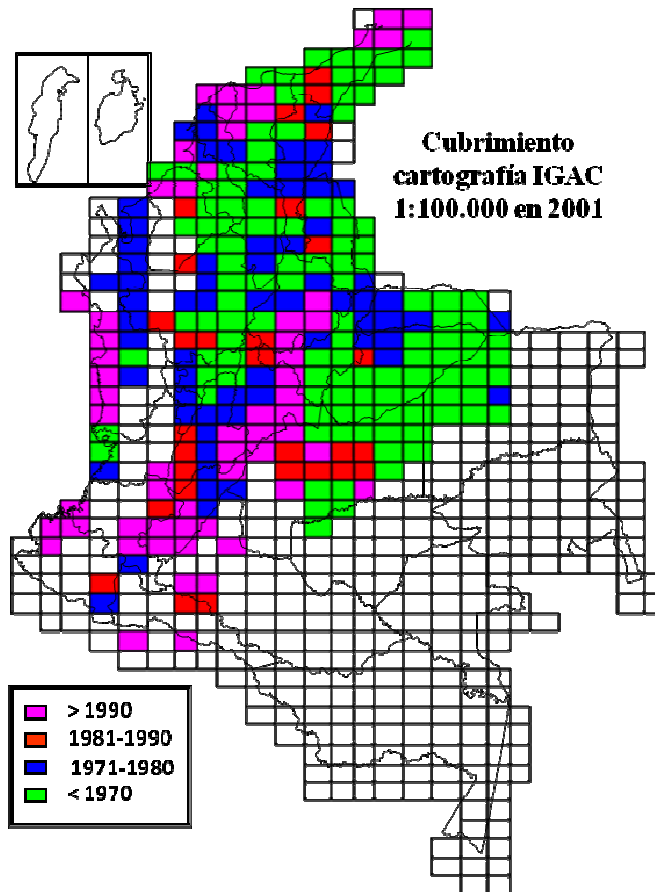 Cubrimiento
cartografía IGAC
1:100.000 en 2001
> 1990
1981-1990
1971-1980
< 1970